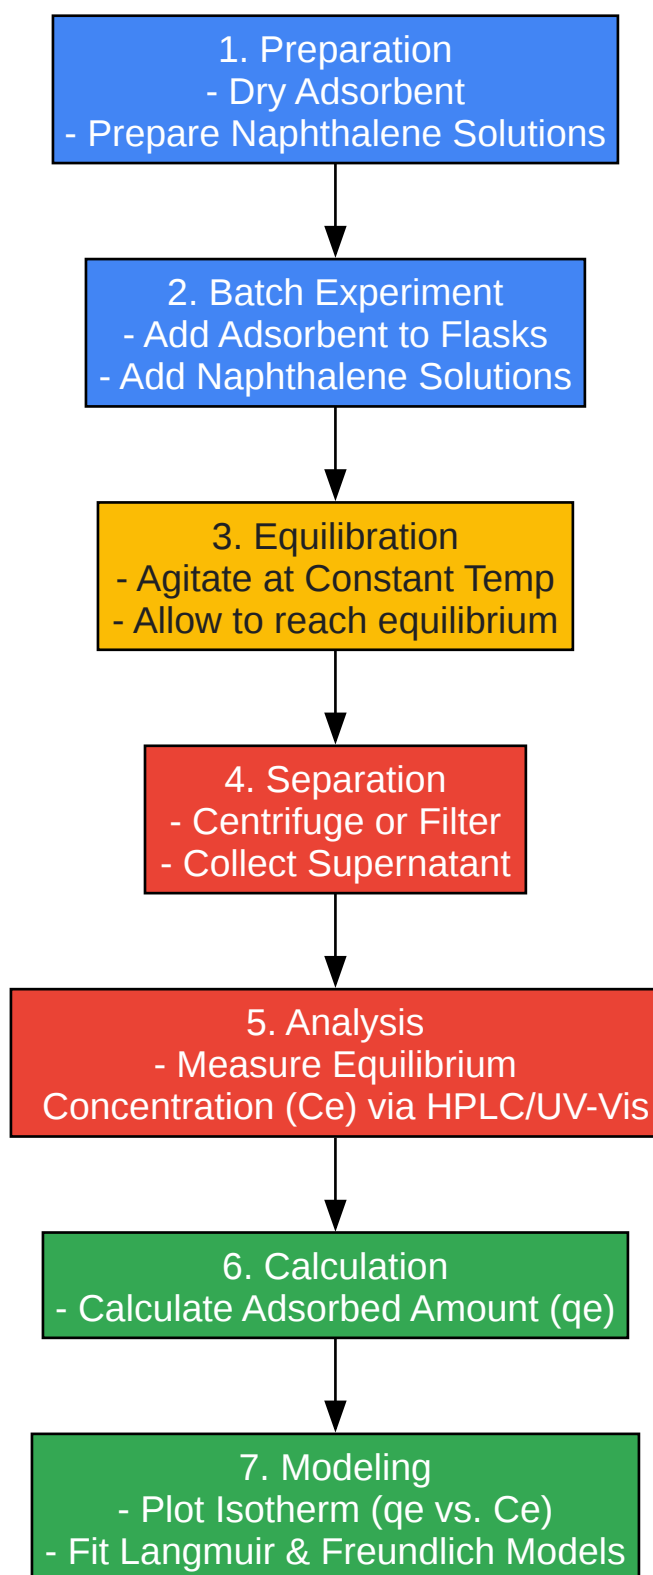 1. Preparation
- Dry Adsorbent
- Prepare Naphthalene Solutions
2. Batch Experiment
- Add Adsorbent to Flasks
- Add Naphthalene Solutions
3. Equilibration
- Agitate at Constant Temp
- Allow to reach equilibrium
4. Separation
- Centrifuge or Filter
- Collect Supernatant
5. Analysis
- Measure Equilibrium
Concentration (Ce) via HPLC/UV-Vis
6. Calculation
- Calculate Adsorbed Amount (qe)
7. Modeling
- Plot Isotherm (qe vs. Ce)
- Fit Langmuir & Freundlich Models